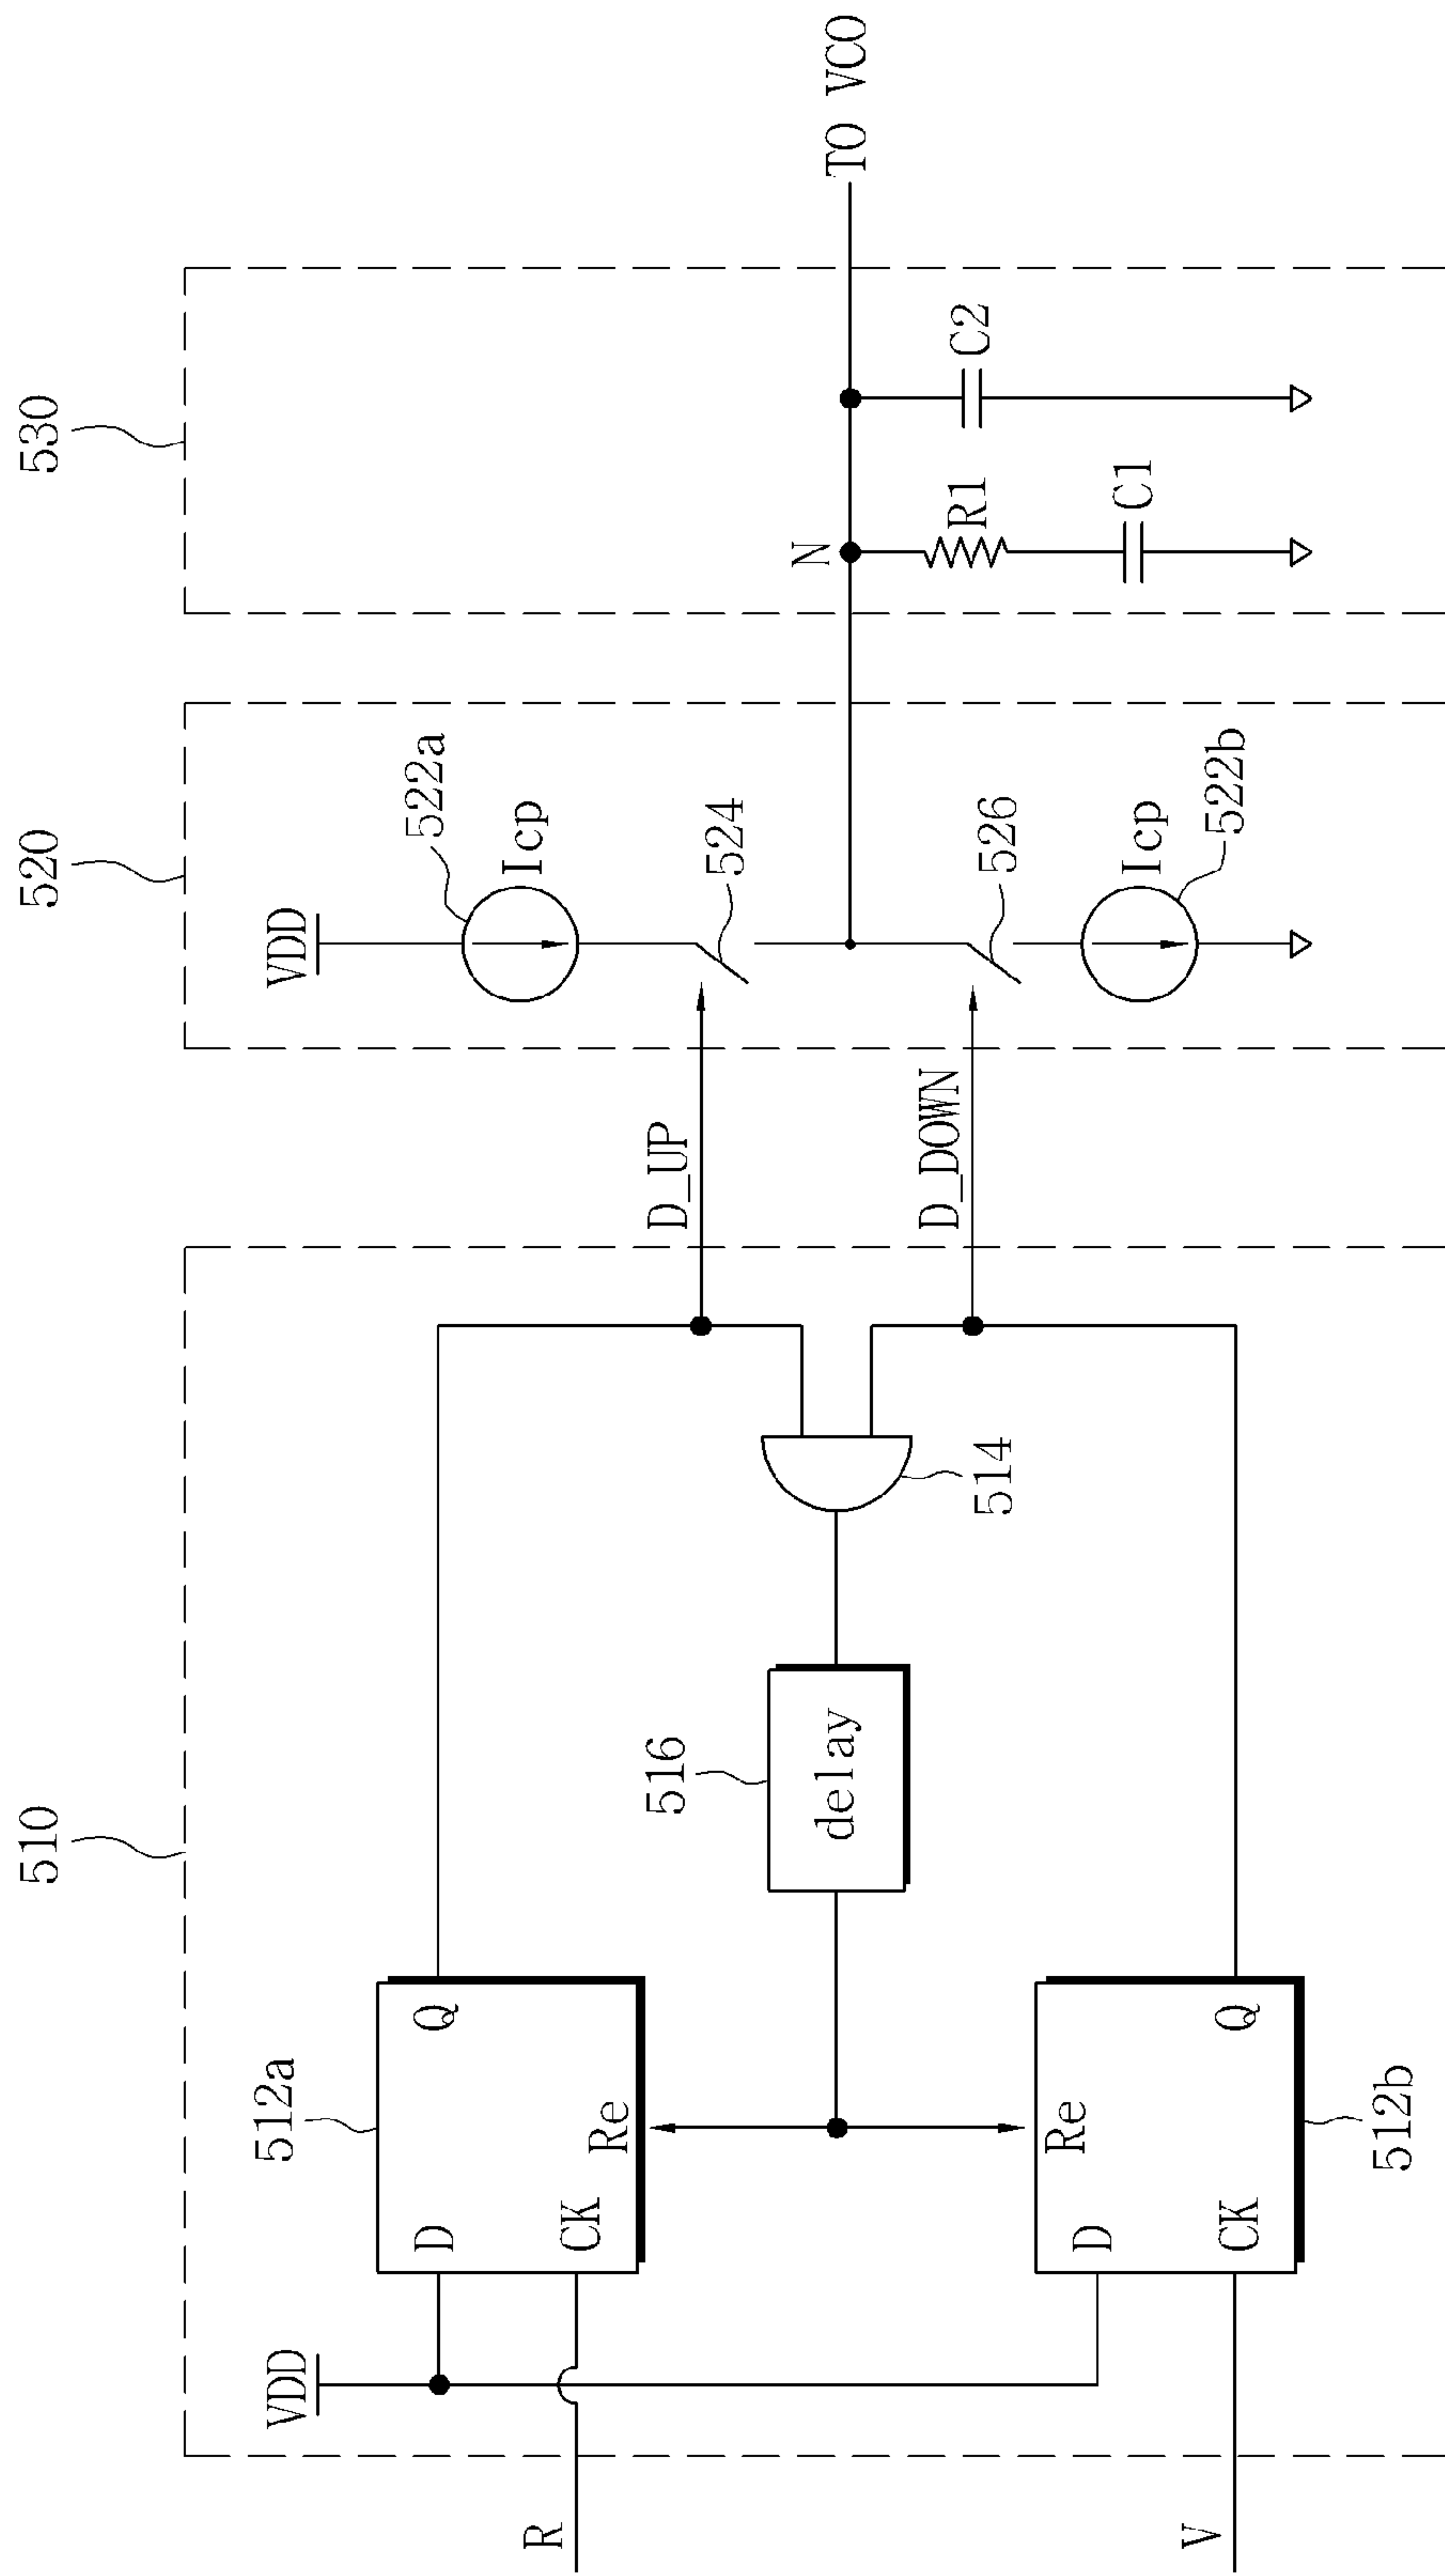 510
520
530
VDD
512a
D
Q
CK
Re
R
516
delay
514
D_UP
D_DOWN
Re
D
CK
Q
V
512b
VDD
522a
Icp
524
526
Icp
522b
N
R1
C1
C2
TO VCO